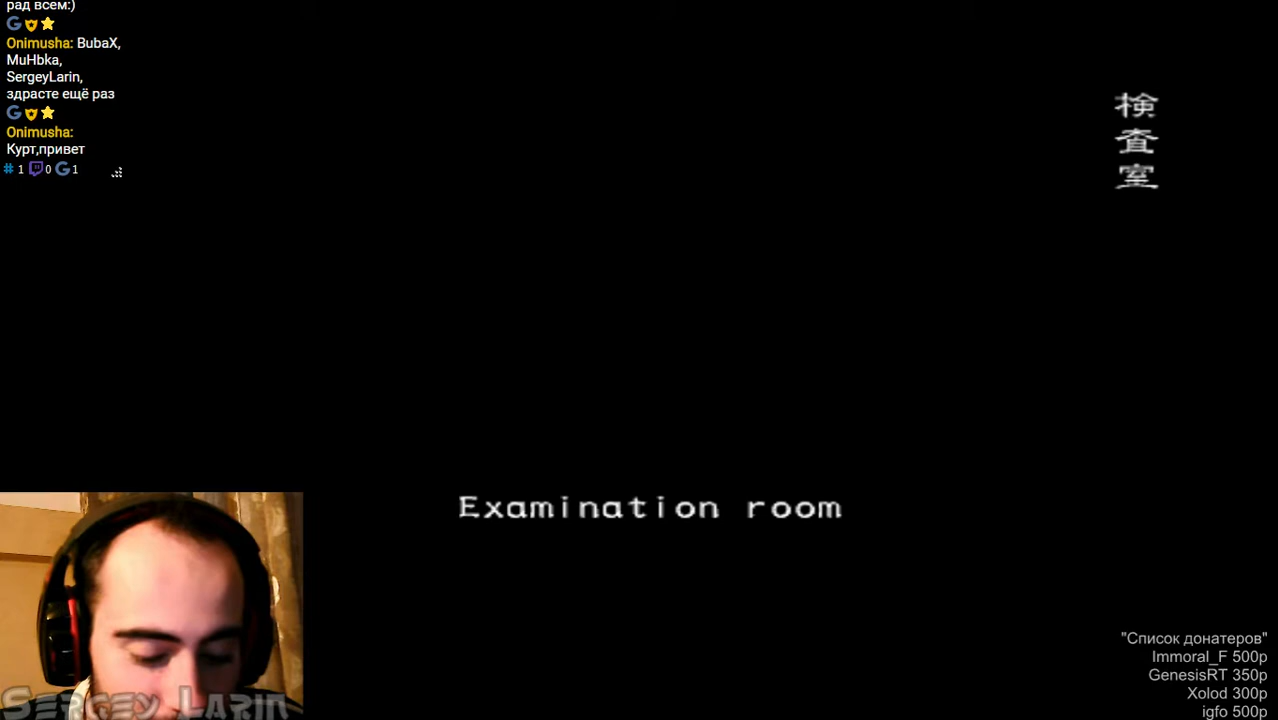 рад всем:)
Onimusha: BubaX,
MuHbka,
SergeyLarin,
здрасте ещё раз
Onimusha:
Курт,привет
1 0 1
検査室
Examination room
Sergey Larin
"Список донатеров"
Immoral_F 500р
GenesisRT 350р
Xolod 300р
igfo 500р